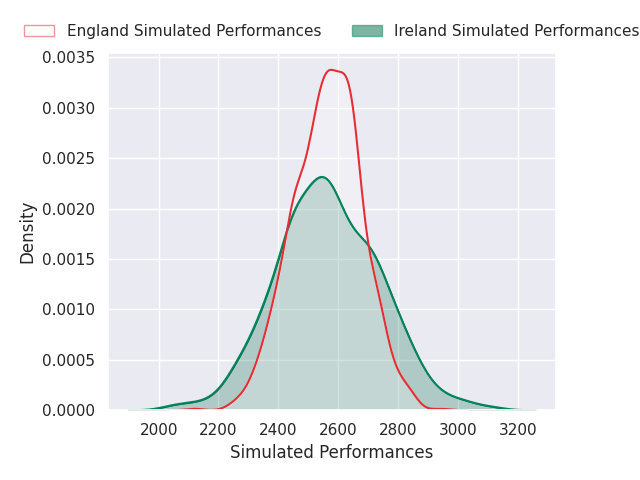 England Simulated Performances Ireland Simulated Performances
0.0035
0.0030
0.0025
0.0020
0.0015
0.0010
0.0005
0.0000
Density
2000 2200 2400 2600 2800 3000 3200
Simulated Performances